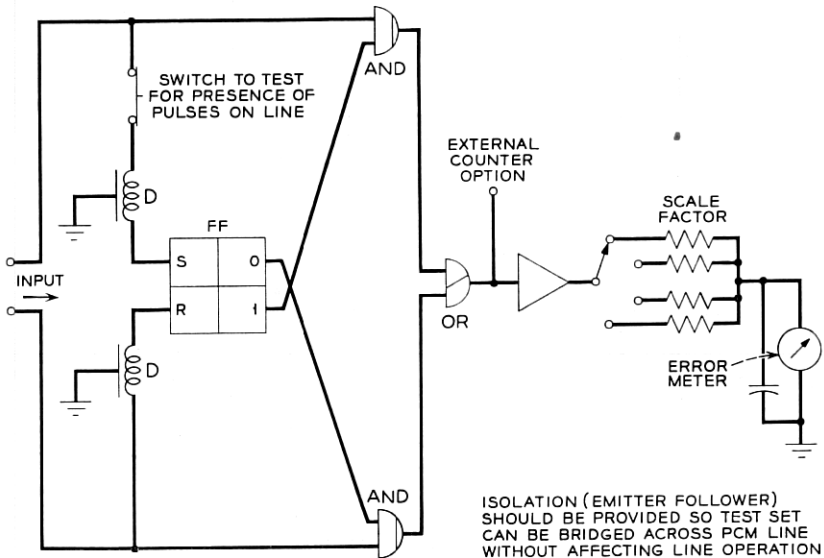 AND
SWITCH TO TEST
FOR PRESENCE OF
PULSES ON LINE
EXTERNAL
COUNTER
OPTION
D
SCALE
FACTOR
FF
S
O
INPUT
R
1
OR
D
ERROR
METER
AND
ISOLATION (EMITTER FOLLOWER)
SHOULD BE PROVIDED SO TEST SET
CAN BE BRIDGED ACROSS PCM LINE
WITHOUT AFFECTING LINE OPERATION